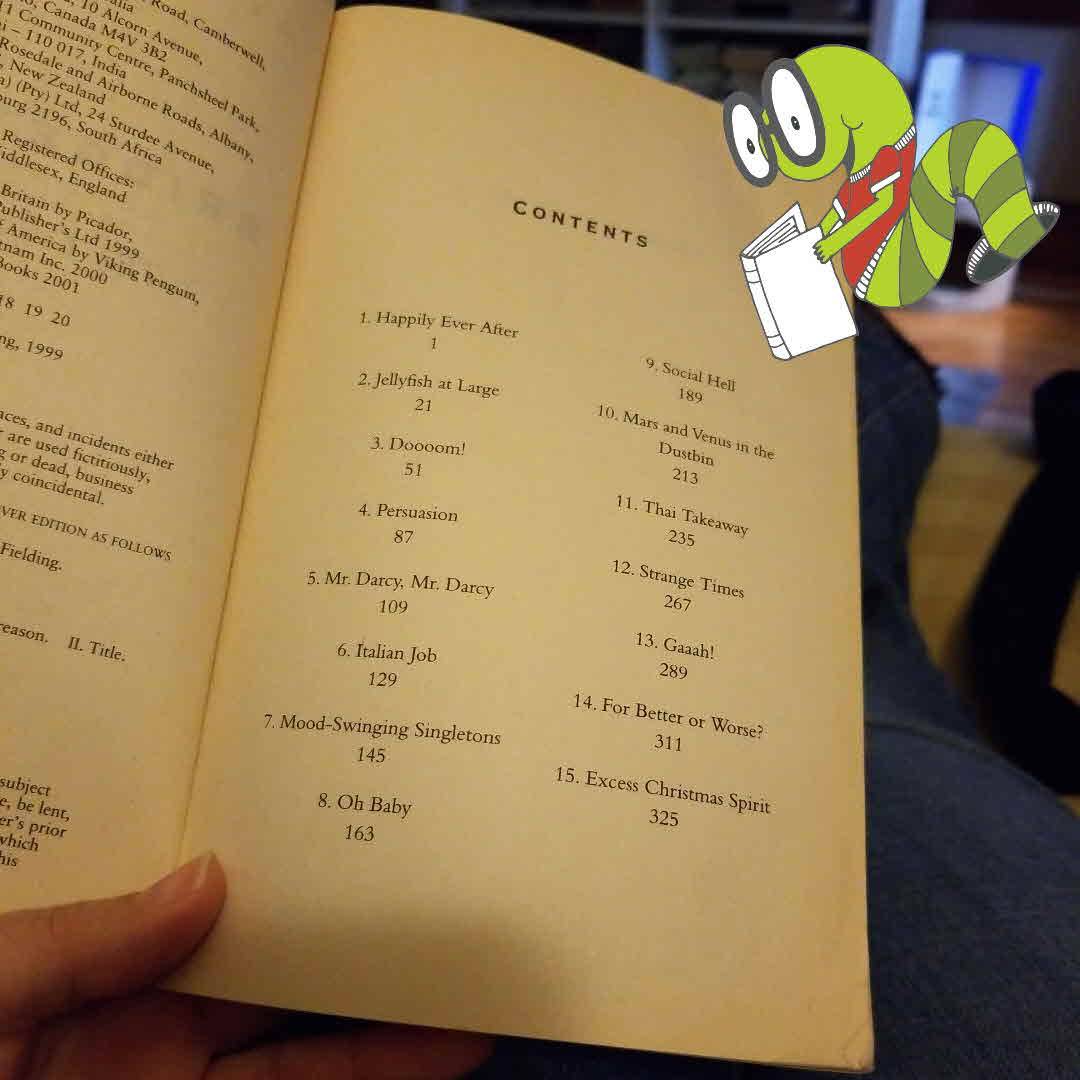 Road, Camberwell,
10 Alcorn Avenue,
Canada M4V 3B2
11 Community Centre, Panchsheel Park,
– 110 017, India
Rosedale and Airborne Roads, Albany,
, New Zealand
(Pty) Ltd, 24 Sturdee Avenue,
2196, South Africa
Registered Offices:
England
Britain by Picador,
Publisher's Ltd 1999
America by Viking Penguin,
Inc. 2000
Books 2001
18 19 20
1999
and incidents either
are used fictitiously,
or dead, business
coincidental.
EDITION AS FOLLOWS
Fielding.
II. Title.
subject
be lent,
prior
which
CONTENTS
1. Happily Ever After
1
2. Jellyfish at Large
21
3. Doooom!
51
4. Persuasion
87
5. Mr. Darcy, Mr. Darcy
109
6. Italian Job
129
7. Mood-Swinging Singletons
145
8. Oh Baby
163
9. Social Hell
189
10. Mars and Venus in the
Dustbin
213
11. Thai Takeaway
235
12. Strange Times
267
13. Gaaah!
289
14. For Better or Worse?
311
15. Excess Christmas Spirit
325